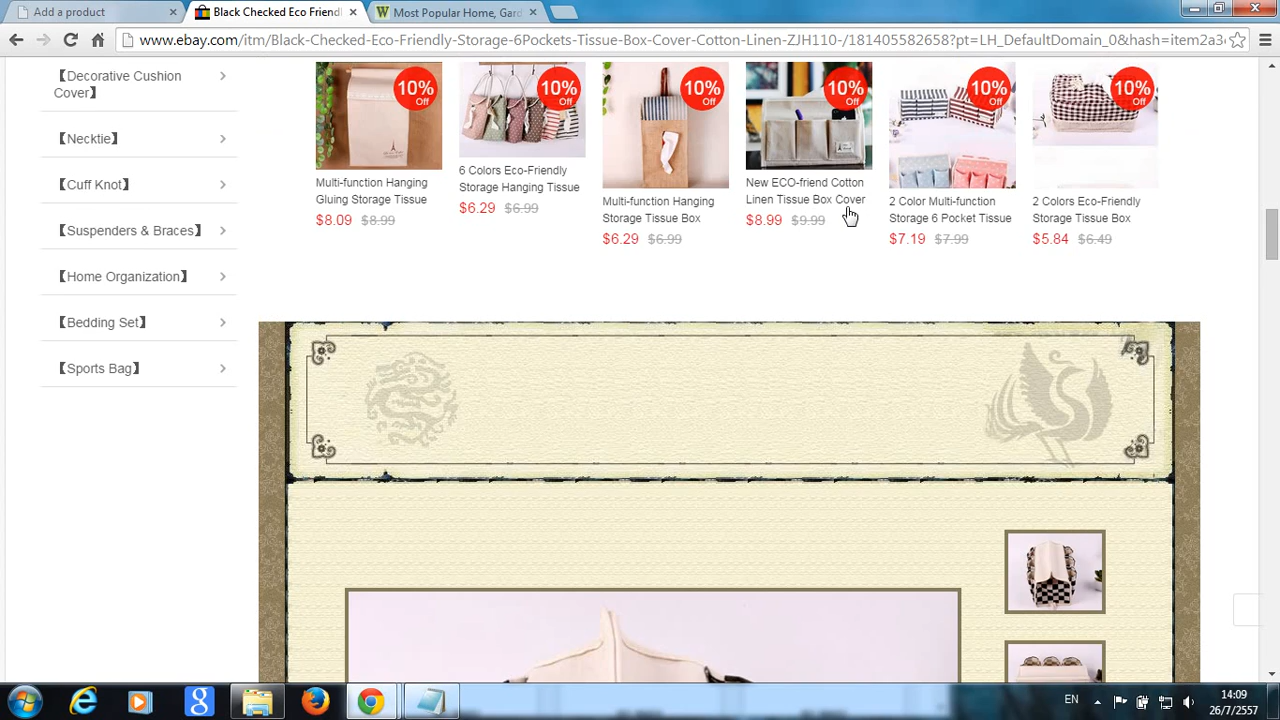 Add a product
Black Checked Eco Friendl
Most Popular Home, Gard
www.ebay.com/itm/Black-Checked-Eco-Friendly-Storage-6Pockets-Tissue-Box-Cover-Cotton-Linen-ZJH110-/181405582658?pt=LH_DefaultDomain_0&hash=item2a3
【Decorative Cushion
Cover】
【Necktie】
【Cuff Knot】
【Suspenders & Braces】
【Home Organization】
【Bedding Set】
【Sports Bag】
10%
Off
Multi-function Hanging
Gluing Storage Tissue
$8.09 $8.99
10%
Off
6 Colors Eco-Friendly
Storage Hanging Tissue
$6.29 $6.99
10%
Off
Multi-function Hanging
Storage Tissue Box
$6.29 $6.99
10%
Off
New ECO-friend Cotton
Linen Tissue Box Cover
$8.99 $9.99
10%
Off
2 Color Multi-function
Storage 6 Pocket Tissue
$7.19 $7.99
10%
Off
2 Colors Eco-Friendly
Storage Tissue Box
$5.84 $6.49
EN
14:09
26/7/2557